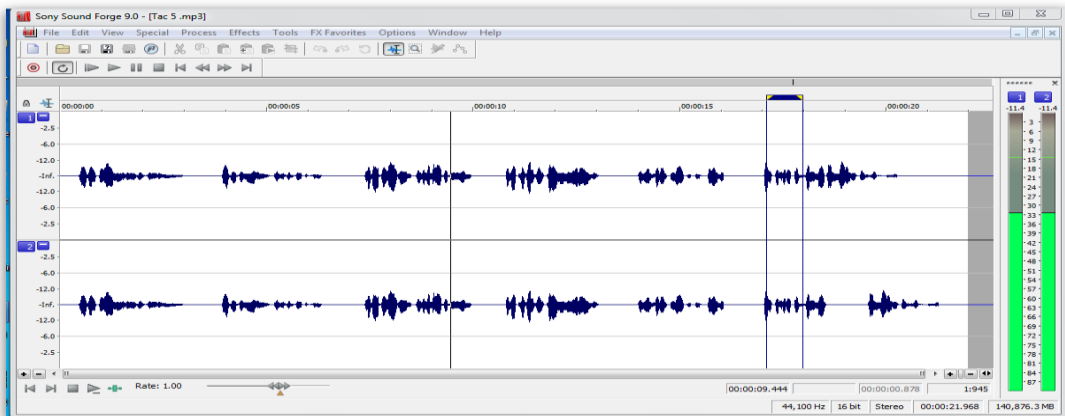 Sony Sound Forge 9.0 - [Tac 5 .mp3]
File Edit View Special Process Effects Tools FX Favorites Options Window Help
1 2
-11.4 -11.4
00:00:00 00:00:05 00:00:10 00:00:15 00:00:20
1
-2.5
-6.0
-12.0
-Inf.
-12.0
-6.0
-2.5
2
-2.5
-6.0
-12.0
-Inf.
-12.0
-6.0
-2.5
- 3 -
- 6 -
- 9 -
- 12 -
- 15 -
- 18 -
- 21 -
- 24 -
- 27 -
- 30 -
- 33 -
- 36 -
- 39 -
- 42 -
- 45 -
- 48 -
- 51 -
- 54 -
- 57 -
- 60 -
- 63 -
- 66 -
- 69 -
- 72 -
- 75 -
- 78 -
- 81 -
- 84 -
- 87 -
Rate: 1.00
00:00:09.444 00:00:00.878 1:945
44,100 Hz 16 bit Stereo 00:00:21.968 140,876.3 MB